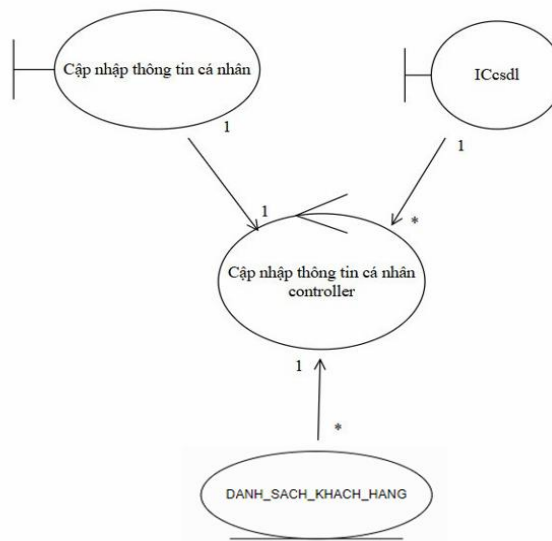 Cập nhập thông tin cá nhân
ICcsdl
1
1
1
*
Cập nhập thông tin cá nhân
controller
1
*
DANH_SACH_KHACH_HANG